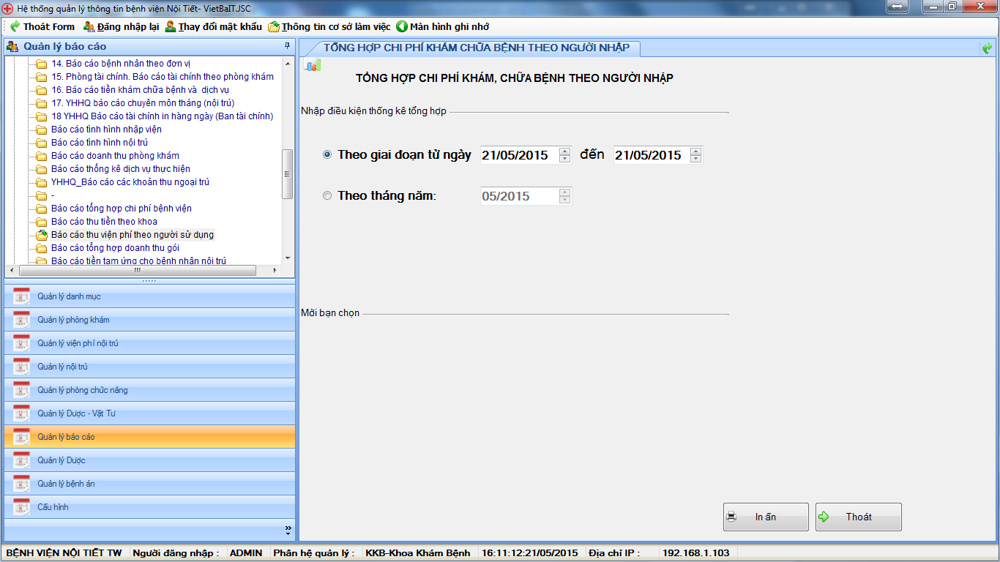 Hệ thống quản lý thông tin bệnh viện Nội Tiết- VietBaIT.JSC
Thoát Form Đăng nhập lại Thay đổi mật khẩu Thông tin cơ sở làm việc Màn hình ghi nhớ
Quản lý báo cáo
14. Báo cáo bệnh nhân theo đơn vị
15. Phòng tài chính. Báo cáo tài chính theo phòng khám
16. Báo cáo tiền khám chữa bệnh và dịch vụ
17. YHHQ báo cáo chuyên môn tháng (nội trú)
18 YHHQ Báo cáo tài chính in hàng ngày (Ban tài chính)
Báo cáo tình hình nhập viện
Báo cáo tình hình nội trú
Báo cáo doanh thu phòng khám
Báo cáo thống kê dịch vụ thực hiện
YHHQ_Báo cáo các khoản thu ngoại trú
-
Báo cáo tổng hợp chi phí bệnh viện
Báo cáo thu tiền theo khoa
Báo cáo thu viện phí theo người sử dụng
Báo cáo tổng hợp doanh thu gói
Báo cáo tiền tạm ứng cho bệnh nhân nội trú
Quản lý danh mục
Quản lý phòng khám
Quản lý viện phí nội trú
Quản lý nội trú
Quản lý phòng chức năng
Quản lý Dược - Vật Tư
Quản lý báo cáo
Quản lý Dược
Quản lý bệnh án
Cấu hình
TỔNG HỢP CHI PHÍ KHÁM CHỮA BỆNH THEO NGƯỜI NHẬP
TỔNG HỢP CHI PHÍ KHÁM, CHỮA BỆNH THEO NGƯỜI NHẬP
Nhập điều kiện thống kê tổng hợp
Theo giai đoạn từ ngày 21/05/2015 đến 21/05/2015
Theo tháng năm: 05/2015
Mời bạn chọn
In ấn Thoát
BỆNH VIỆN NỘI TIẾT TW Người đăng nhập : ADMIN Phân hệ quản lý : KKB-Khoa Khám Bệnh 16:11:12:21/05/2015 Địa chỉ IP : 192.168.1.103